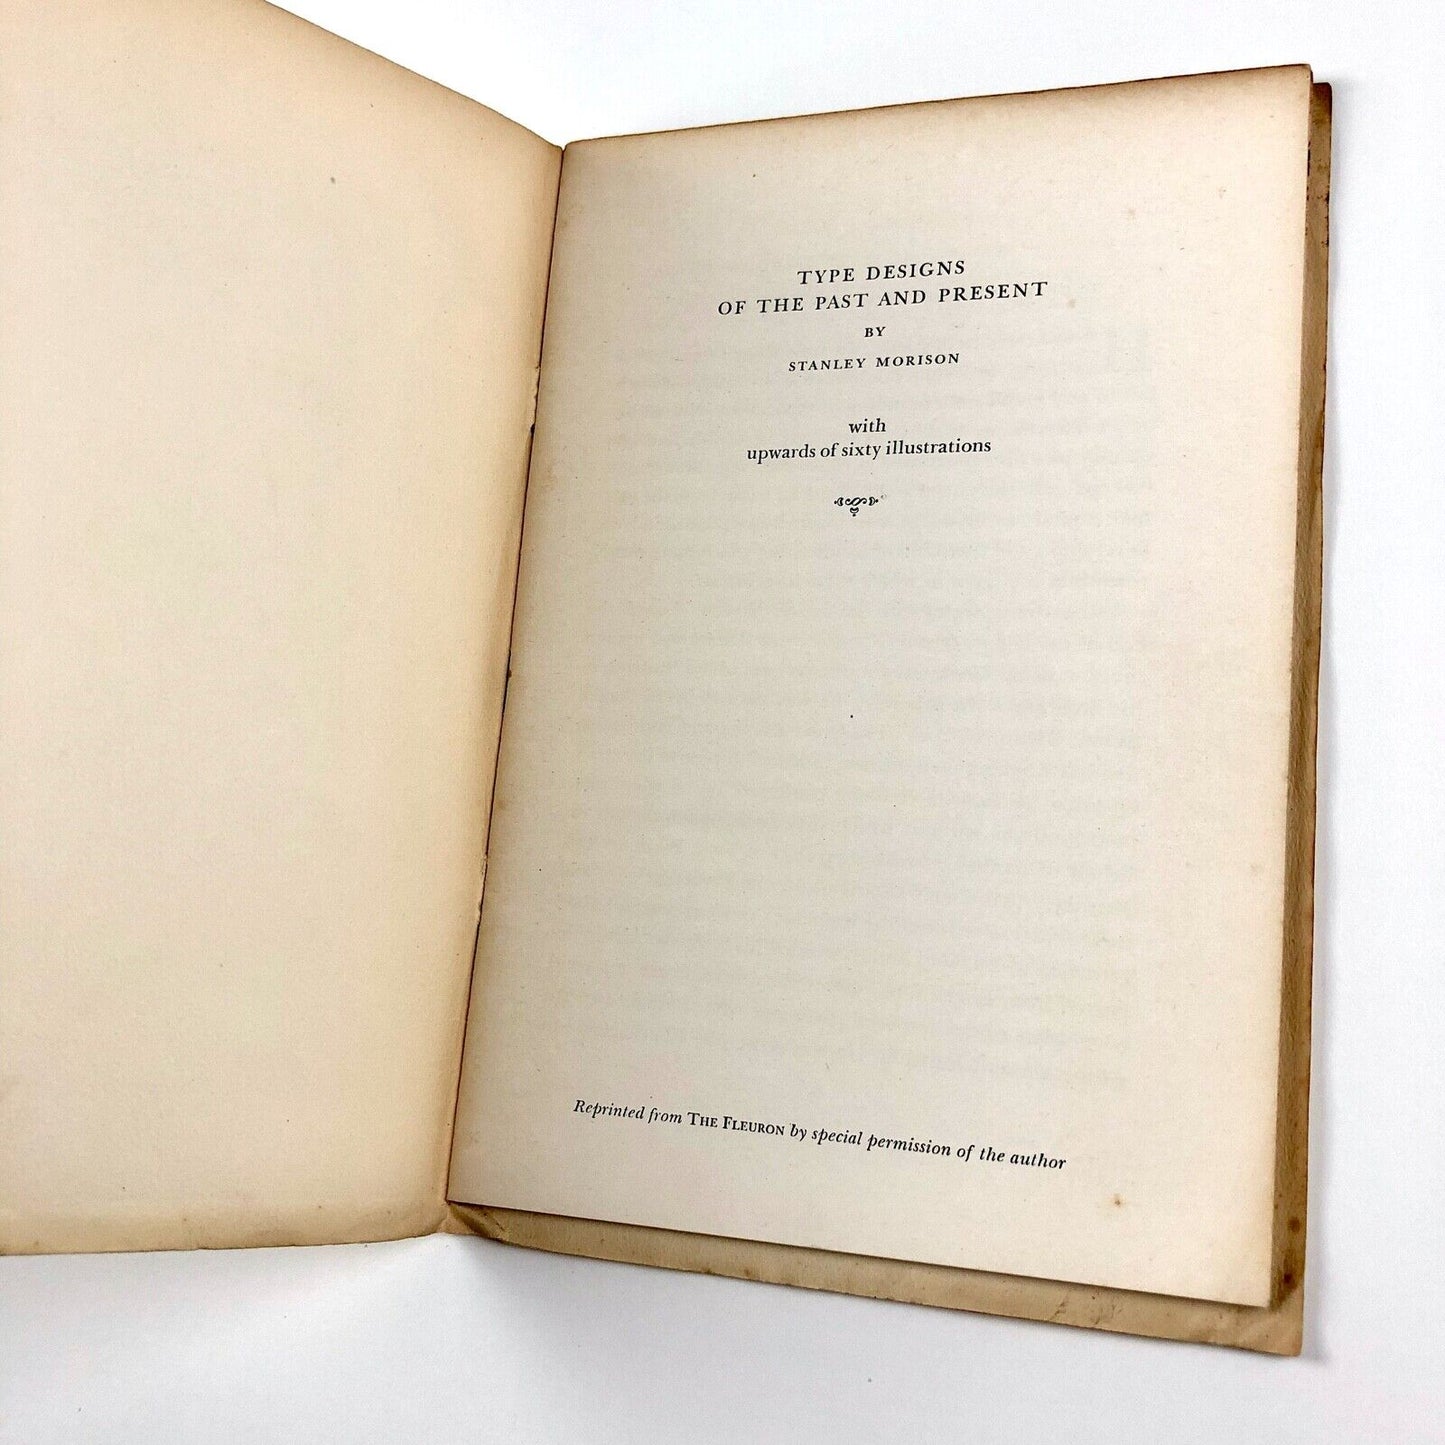 TYPE DESIGNS
OF THE PAST AND PRESENT
BY
STANLEY MORISON
with
upwards of sixty illustrations
Reprinted from THE FLEURON by special permission of the author